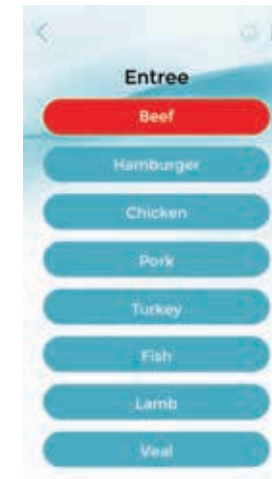 Entree
Beef
Hamburger
Chicken
Pork
Turkey
Fish
Lamb
Veal